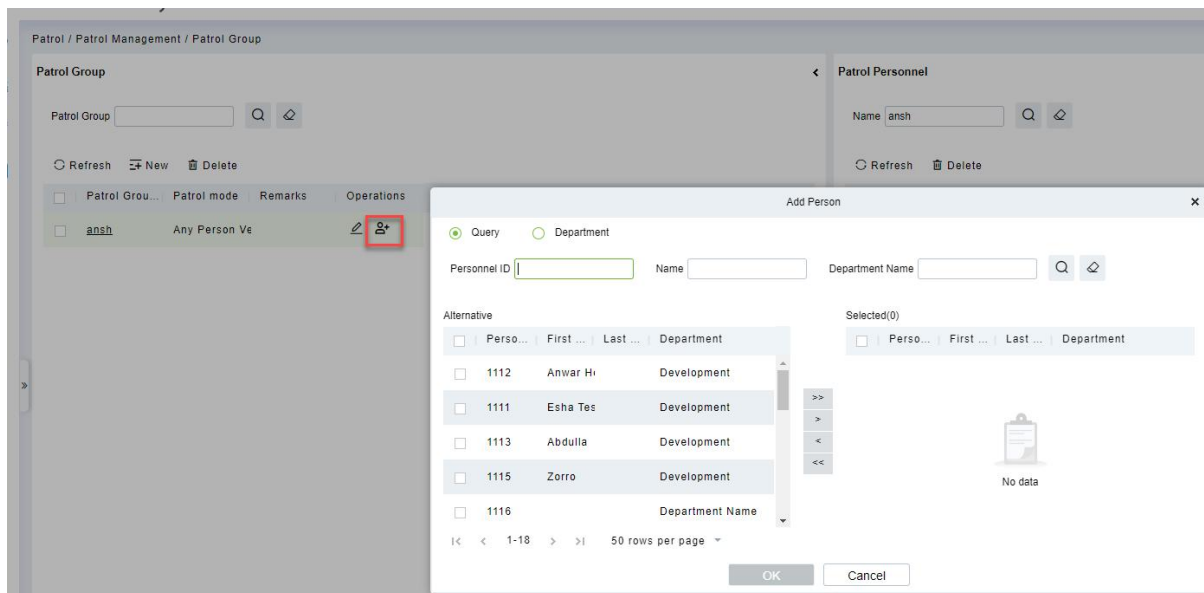 Patrol / Patrol Management / Patrol Group
Patrol Group
Patrol Personnel
Patrol Group
Name ansh
Refresh New Delete
Refresh Delete
Patrol Grou... Patrol mode Remarks Operations
ansh Any Person Ve
Add Person
Query Department
Personnel ID Name Department Name
Alternative
Selected(0)
Perso... First ... Last ... Department
Perso... First ... Last ... Department
1112 Anwar H Development
1111 Esha Tes Development
1113 Abdulla Development
1115 Zorro Development
1116 Department Name
>>
>
<
<<
No data
1-18 50 rows per page
OK Cancel